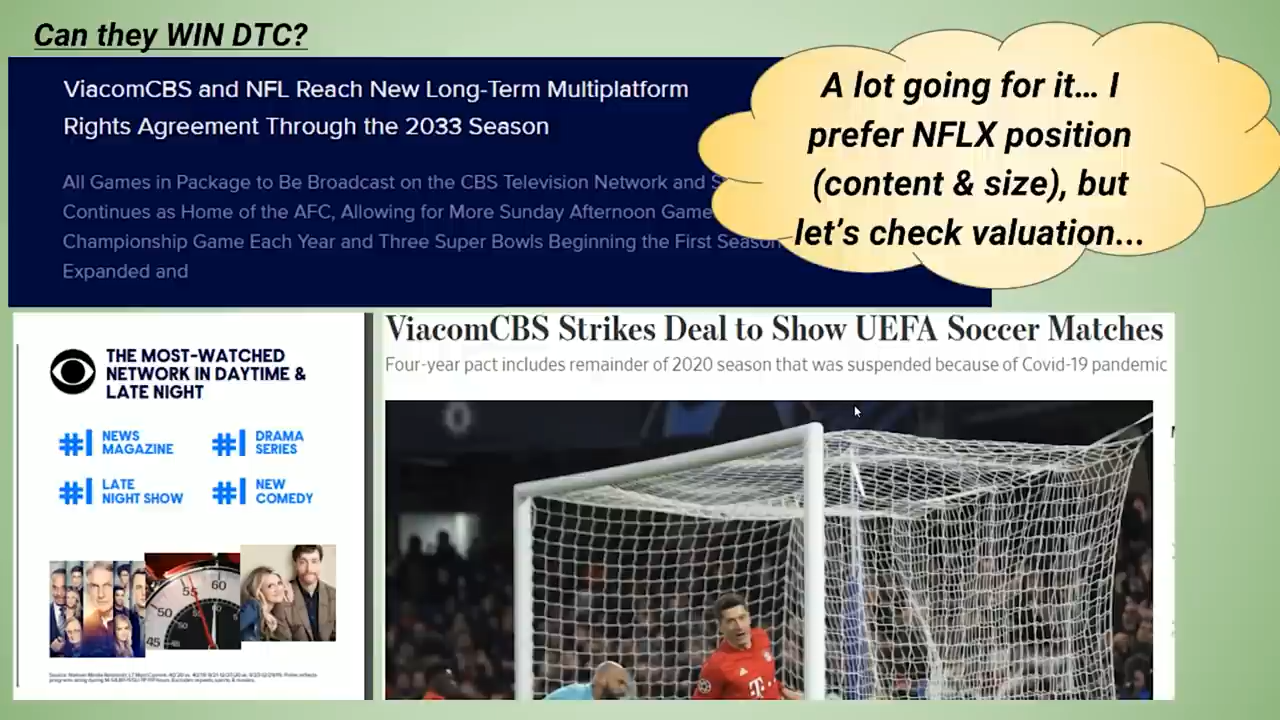 Can they WIN DTC?
ViacomCBS and NFL Reach New Long-Term Multiplatform
Rights Agreement Through the 2033 Season
All Games in Package to Be Broadcast on the CBS Television Network and
Continues as Home of the AFC, Allowing for More Sunday Afternoon Game
Championship Game Each Year and Three Super Bowls Beginning the First Season
Expanded and
A lot going for it... I
prefer NFLX position
(content & size), but
let's check valuation...
THE MOST-WATCHED
NETWORK IN DAYTIME &
LATE NIGHT
#1 NEWS MAGAZINE
#1 DRAMA SERIES
#1 LATE NIGHT SHOW
#1 NEW COMEDY
55
60
50
45
ViacomCBS Strikes Deal to Show UEFA Soccer Matches
Four-year pact includes remainder of 2020 season that was suspended because of Covid-19 pandemic